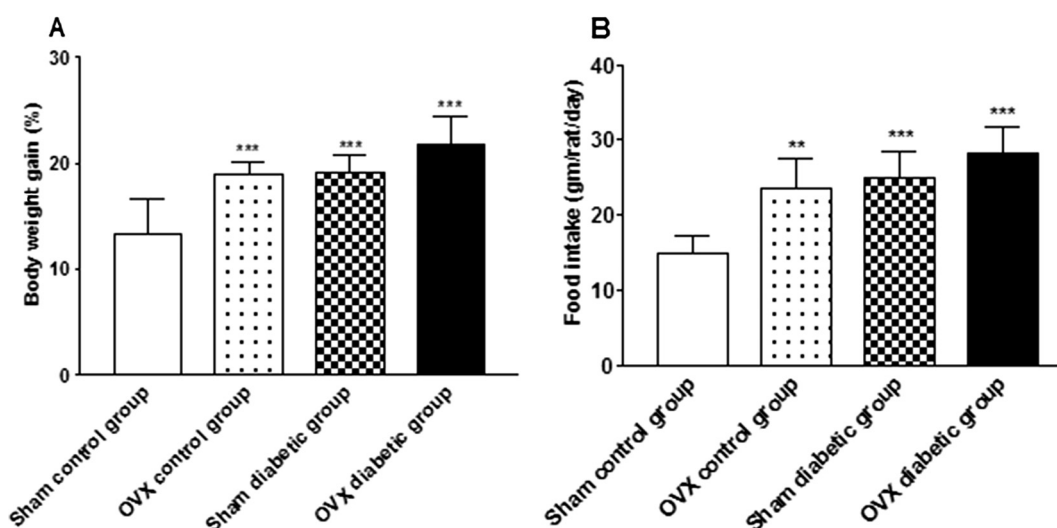 A
Body weight gain (%)
30
20
10
0
***
***
***
Sham control group
OVX control group
Sham diabetic group
OVX diabetic group
B
Food intake (gm/rat/day)
40
30
20
10
0
**
***
***
Sham control group
OVX control group
Sham diabetic group
OVX diabetic group